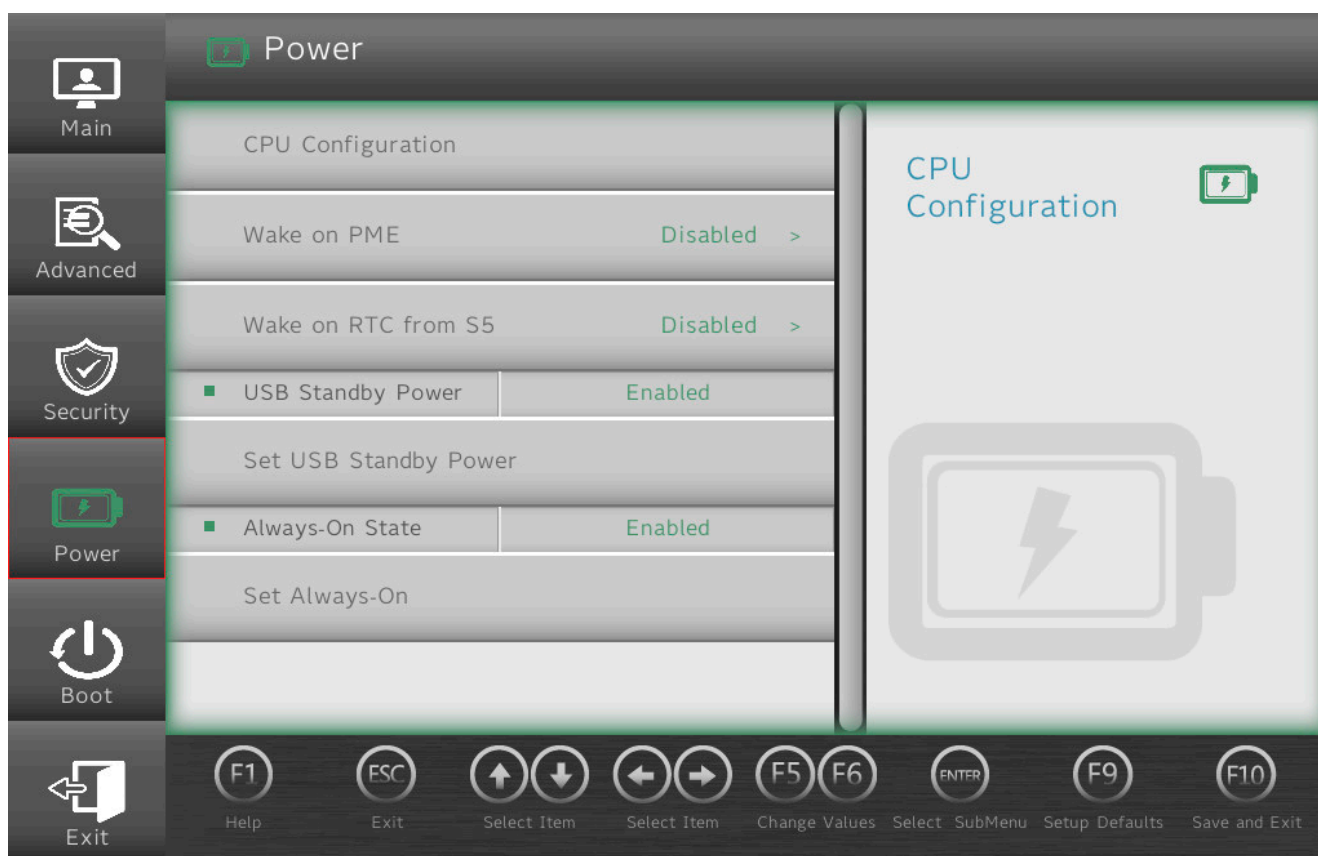 Power
Main
Advanced
Security
Power
Boot
Exit
CPU Configuration
Wake on PME Disabled >
Wake on RTC from S5 Disabled >
USB Standby Power Enabled
Set USB Standby Power
Always-On State Enabled
Set Always-On
CPU
Configuration
F1 ESC F5 F6 ENTER F9 F10
Help Exit Select Item Select Item Change Values Select SubMenu Setup Defaults Save and Exit